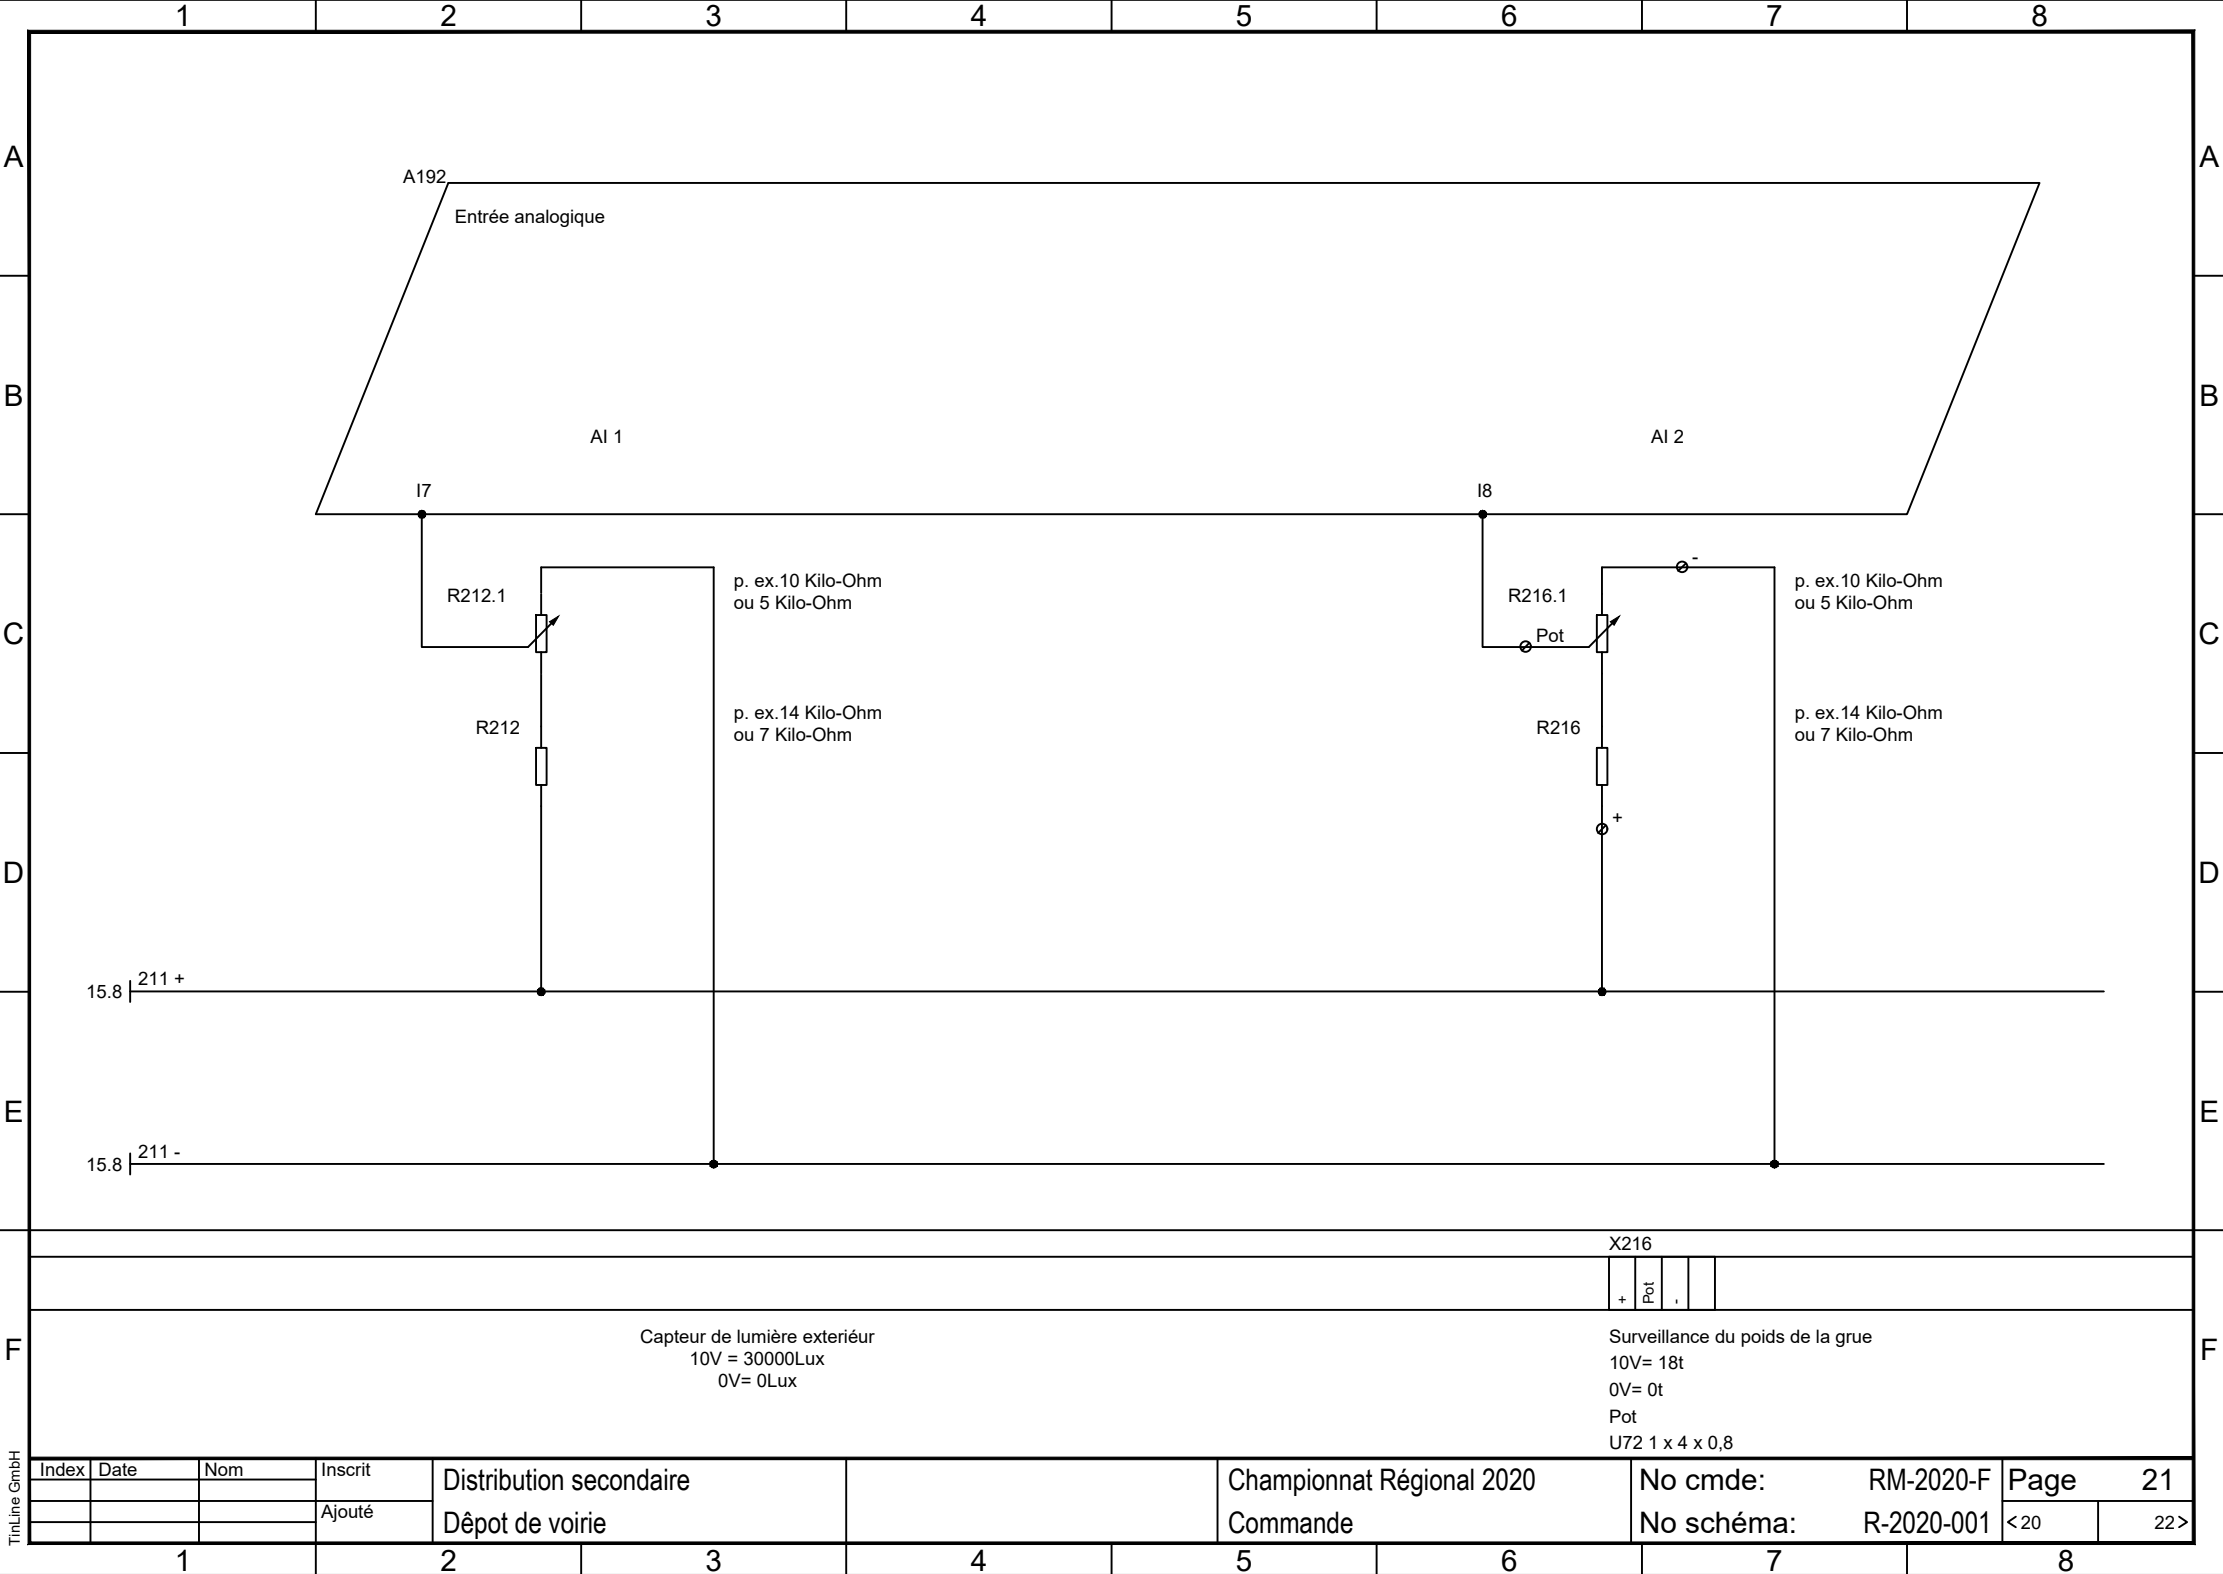 1 2 3 4 5 6 7 8
A A
A192
Entrée analogique
B B
AI 1 AI 2
I7 I8
-
R212.1
p. ex.10 Kilo-Ohm
ou 5 Kilo-Ohm
R216.1
p. ex.10 Kilo-Ohm
ou 5 Kilo-Ohm
C C
Pot
R212
p. ex.14 Kilo-Ohm
ou 7 Kilo-Ohm
R216
p. ex.14 Kilo-Ohm
ou 7 Kilo-Ohm
+
D D
15.8 211 +
E E
15.8 211 -
X216
+ Pot -
F F
Capteur de lumière exteriéur
10V = 30000Lux
0V= 0Lux
Surveillance du poids de la grue
10V= 18t
0V= 0t
Pot
U72 1 x 4 x 0,8
TinLine GmbH
Index Date Nom Inscrit
Ajouté
Distribution secondaire
Dêpot de voirie
Championnat Régional 2020
Commande
No cmde: RM-2020-F
No schéma: R-2020-001
Page 21
<20 22>
1 2 3 4 5 6 7 8